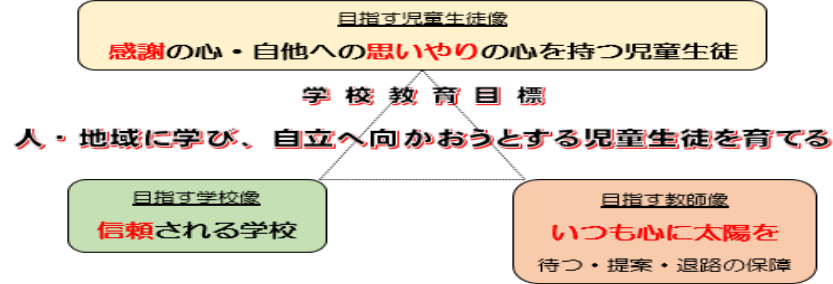 目指す児童生徒像
感謝の心・自他への思いやりの心を持つ児童生徒
学校教育目標
人・地域に学び、自立へ向かおうとする児童生徒を育てる
目指す学校像
信頼される学校
目指す教師像
いつも心に太陽を
待つ・提案・退路の保障